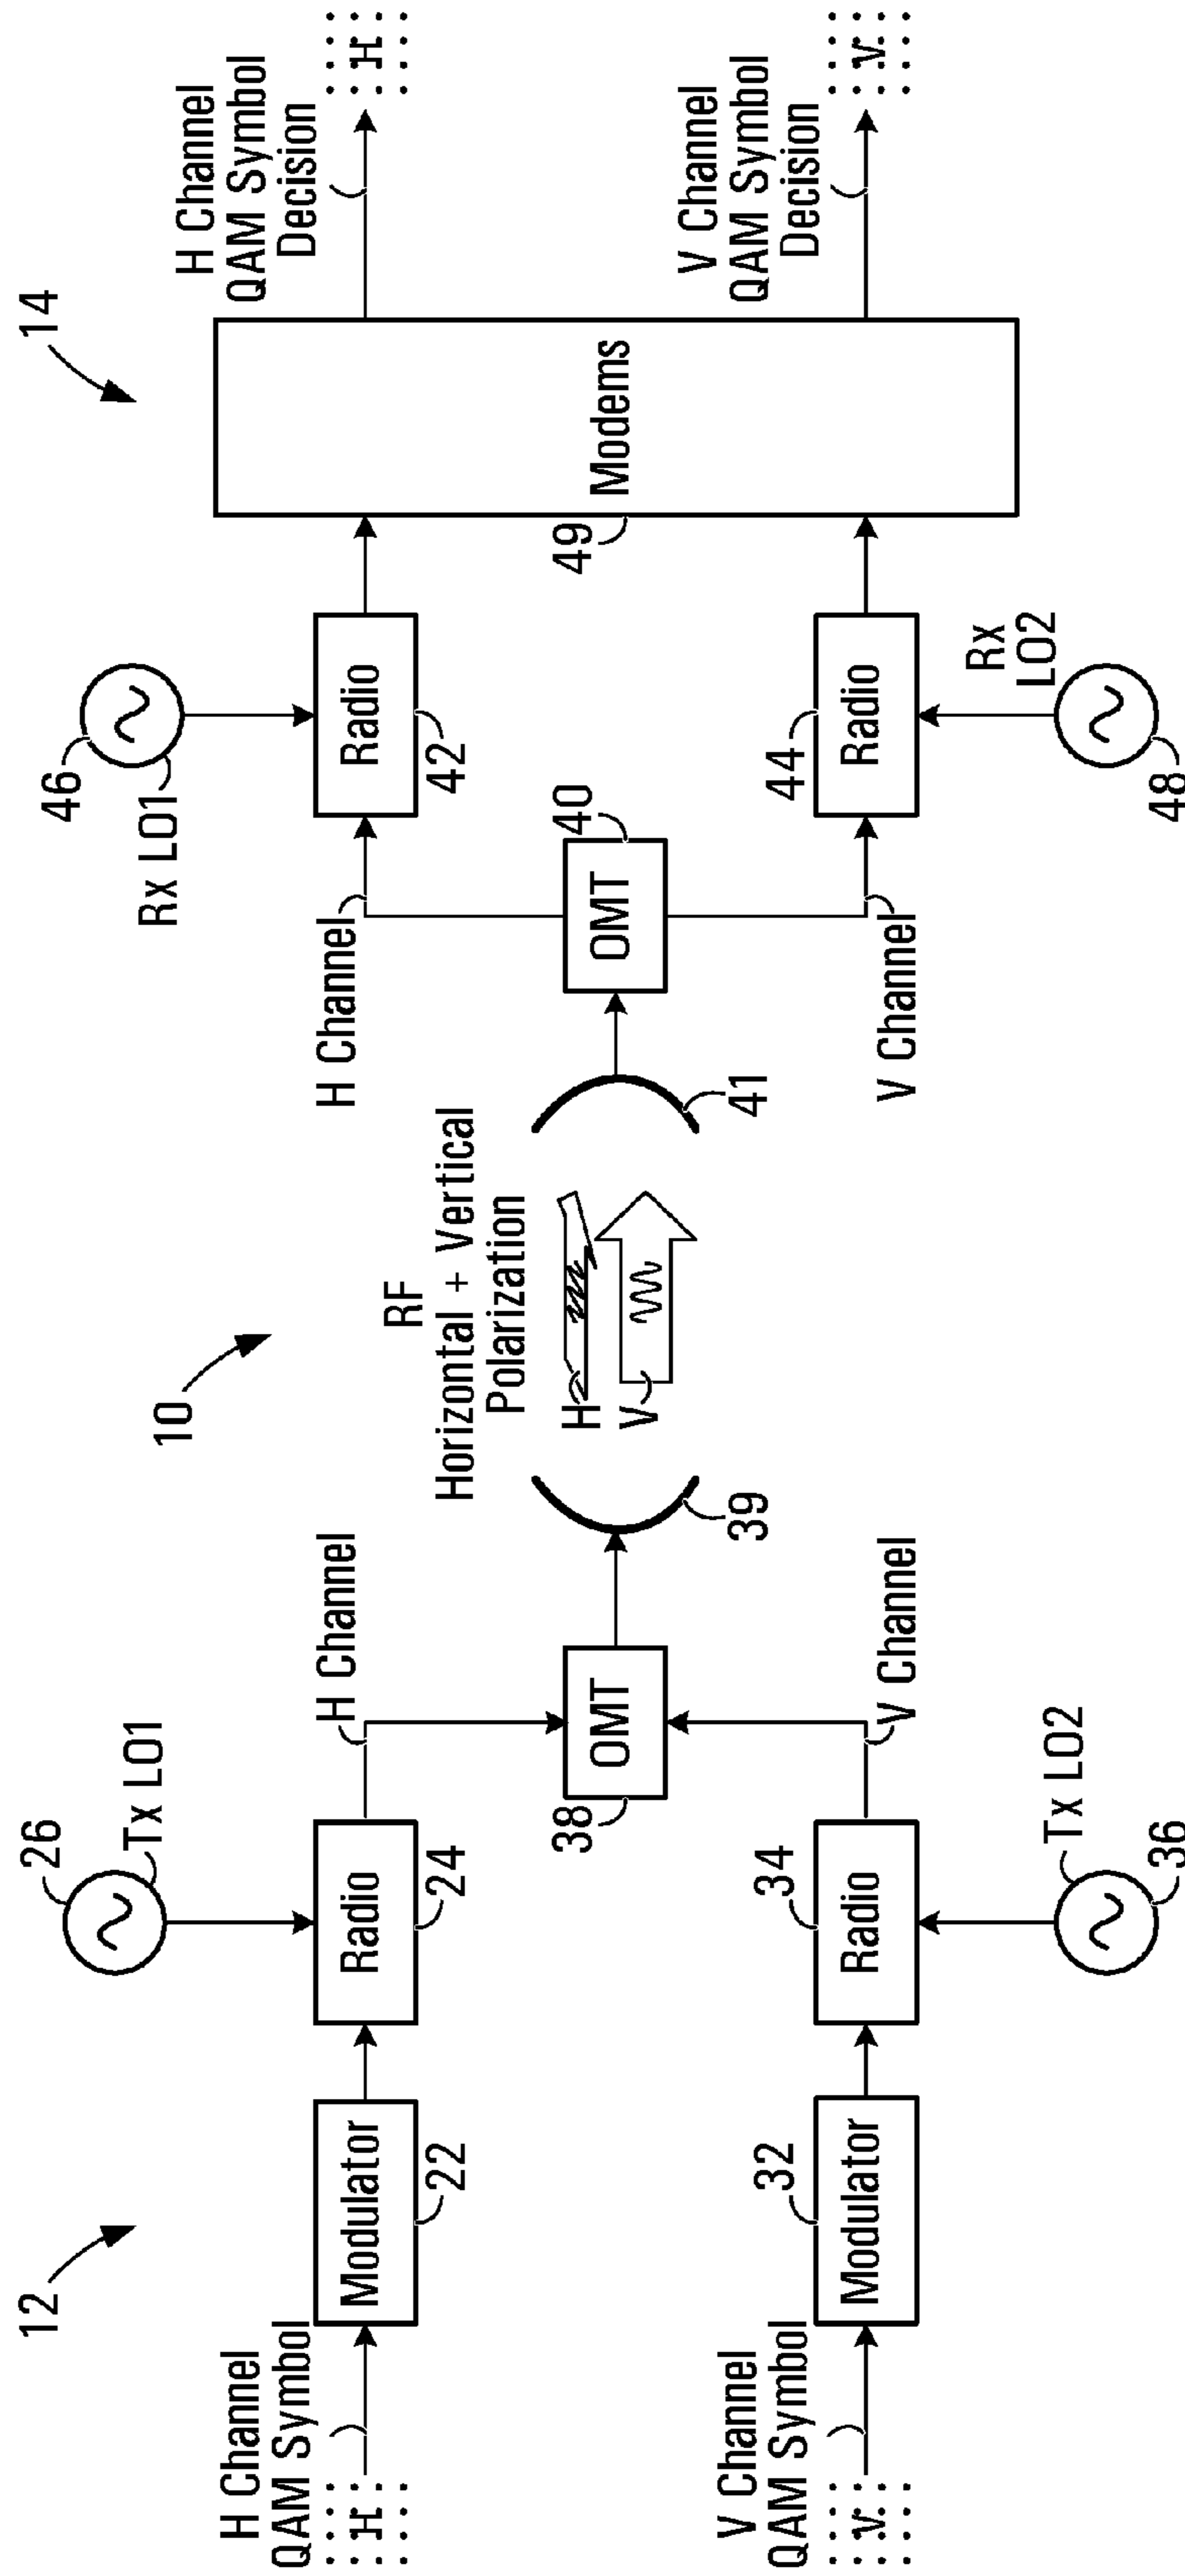 10
12
14
H Channel
QAM Symbol
H
Modulator
22
26
Tx LO1
Radio
24
H Channel
V Channel
QAM Symbol
V
Modulator
32
Radio
34
Tx LO2
36
V Channel
OMT
38
39
RF
Horizontal + Vertical
Polarization
H
V
41
OMT
40
H Channel
46
Rx LO1
Radio
42
V Channel
Radio
44
Rx
LO2
48
Modems
49
H Channel
QAM Symbol
Decision
H
V Channel
QAM Symbol
Decision
V